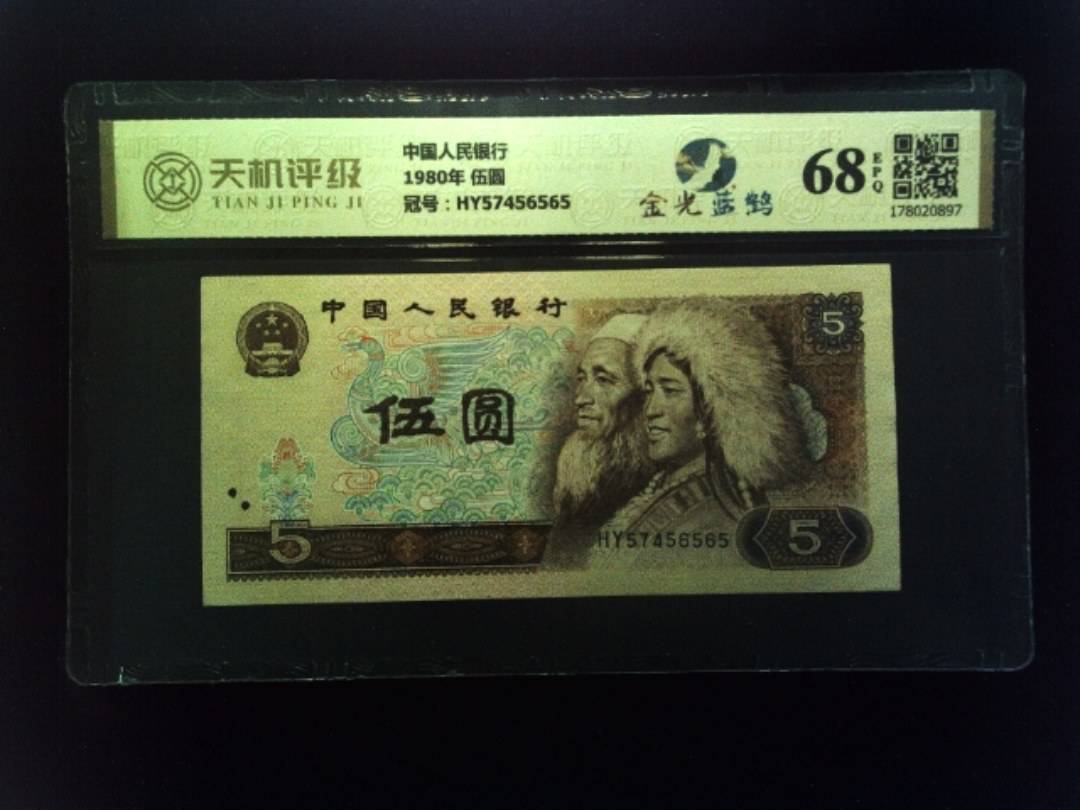 天机评级
TIAN JI PING JI
中国人民银行
1980年 伍圆
冠号：HY57456565
金光蓝鹤
68
EPQ
178020897
中国人民银行
5
伍圆
5
HY57456565
5